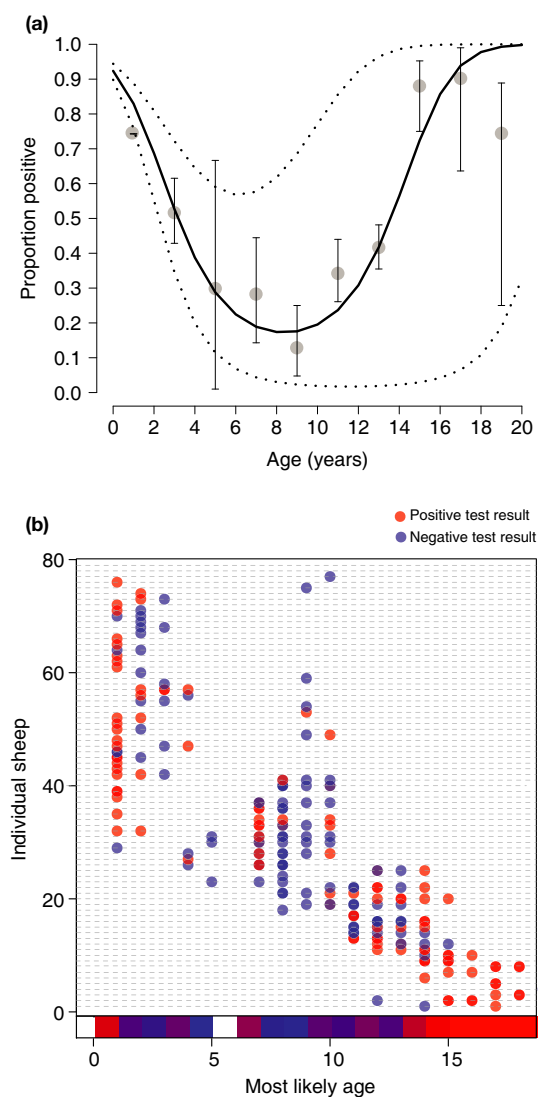 (a)
1.0
0.9
0.8
0.7
0.6
0.5
0.4
0.3
0.2
0.1
0.0
Proportion positive
0 2 4 6 8 10 12 14 16 18 20
Age (years)
(b)
Positive test result
Negative test result
80
60
40
20
0
Individual sheep
0 5 10 15
Most likely age